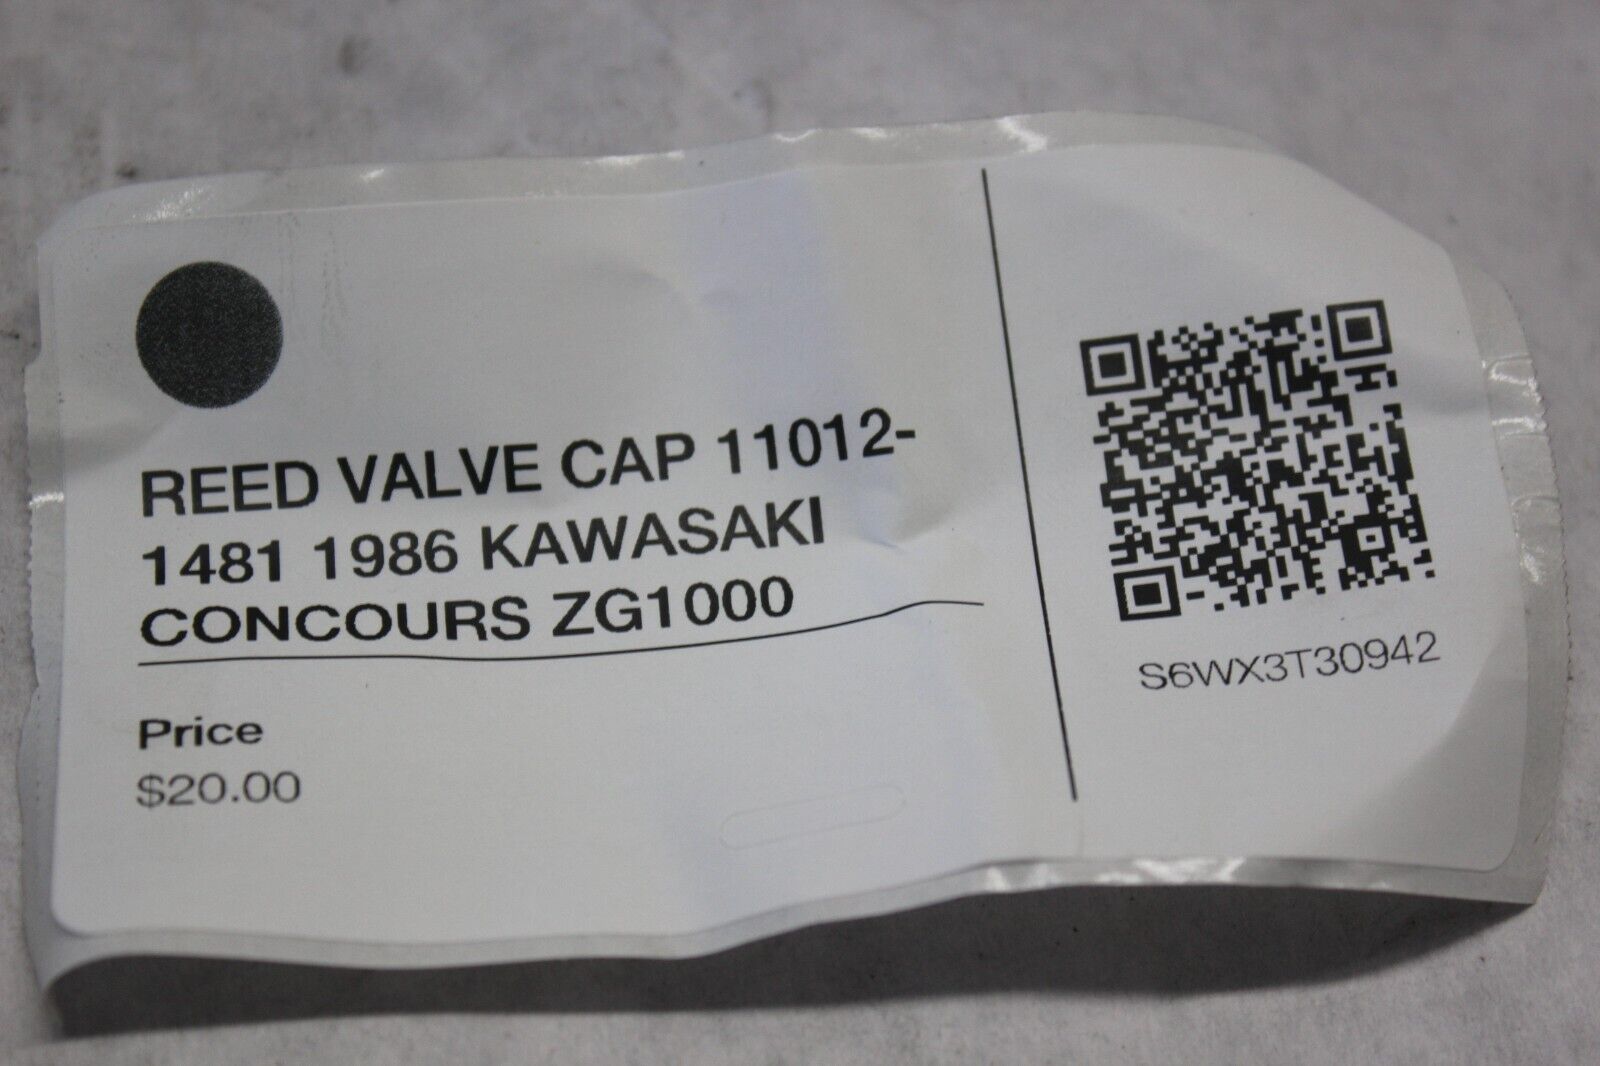 REED VALVE CAP 11012-
1481 1986 KAWASAKI
CONCOURS ZG1000
Price
$20.00
S6WX3T30942